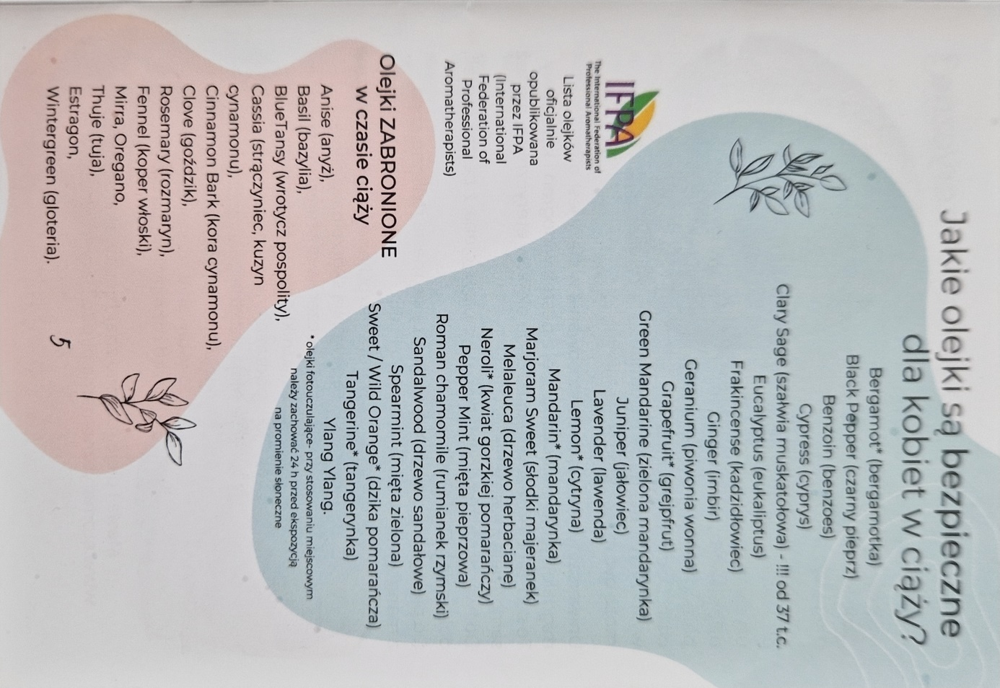 Jakie olejki są bezpieczne
dla kobiet w ciąży?
Bergamot* (bergamotka)
Black Pepper (czarny pieprz)
Benzoin (benzoes)
Cypress (cyprys)
Clary Sage (szałwia muskatołowa) - !!! od 37 t.c.
Eucalyptus (eukaliptus)
Frakincense (kadzidłowiec)
Ginger (imbir)
Geranium (piwonia wonna)
Grapefruit* (grejpfrut)
Green Mandarine (zielona mandarynka)
Juniper (jałowiec)
Lavender (lawenda)
Lemon* (cytryna)
Mandarin* (mandarynka)
Marjoram Sweet (słodki majeranek)
Melaleuca (drzewo herbaciane)
Neroli* (kwiat gorzkiej pomarańczy)
Pepper Mint (mięta pieprzowa)
Roman chamomile (rumianek rzymski)
Sandalwood (drzewo sandałowe)
Spearmint (mięta zielona)
Sweet / Wild Orange* (dzika pomarańcza)
Tangerine* (tangerynka)
Ylang Ylang.
* olejki fotouczulające- przy stosowaniu miejscowym
należy zachować 24 h przed ekspozycją
na promienie słoneczne
IFPA
The International Federation of
Professional Aromatherapists
Lista olejków
oficjalnie
opublikowana
przez IFPA
(International
Federation of
Professional
Aromatherapists)
Olejki ZABRONIONE
w czasie ciąży
Anise (anyż),
Basil (bazylia),
BlueTansy (wrotycz pospolity),
Cassia (strączyniec, kuzyn
cynamonu),
Cinnamon Bark (kora cynamonu),
Clove (goździk),
Rosemary (rozmaryn),
Fennel (koper włoski),
Mirra, Oregano,
Thuje (tuja),
Estragon,
Wintergreen (gloteria).
5